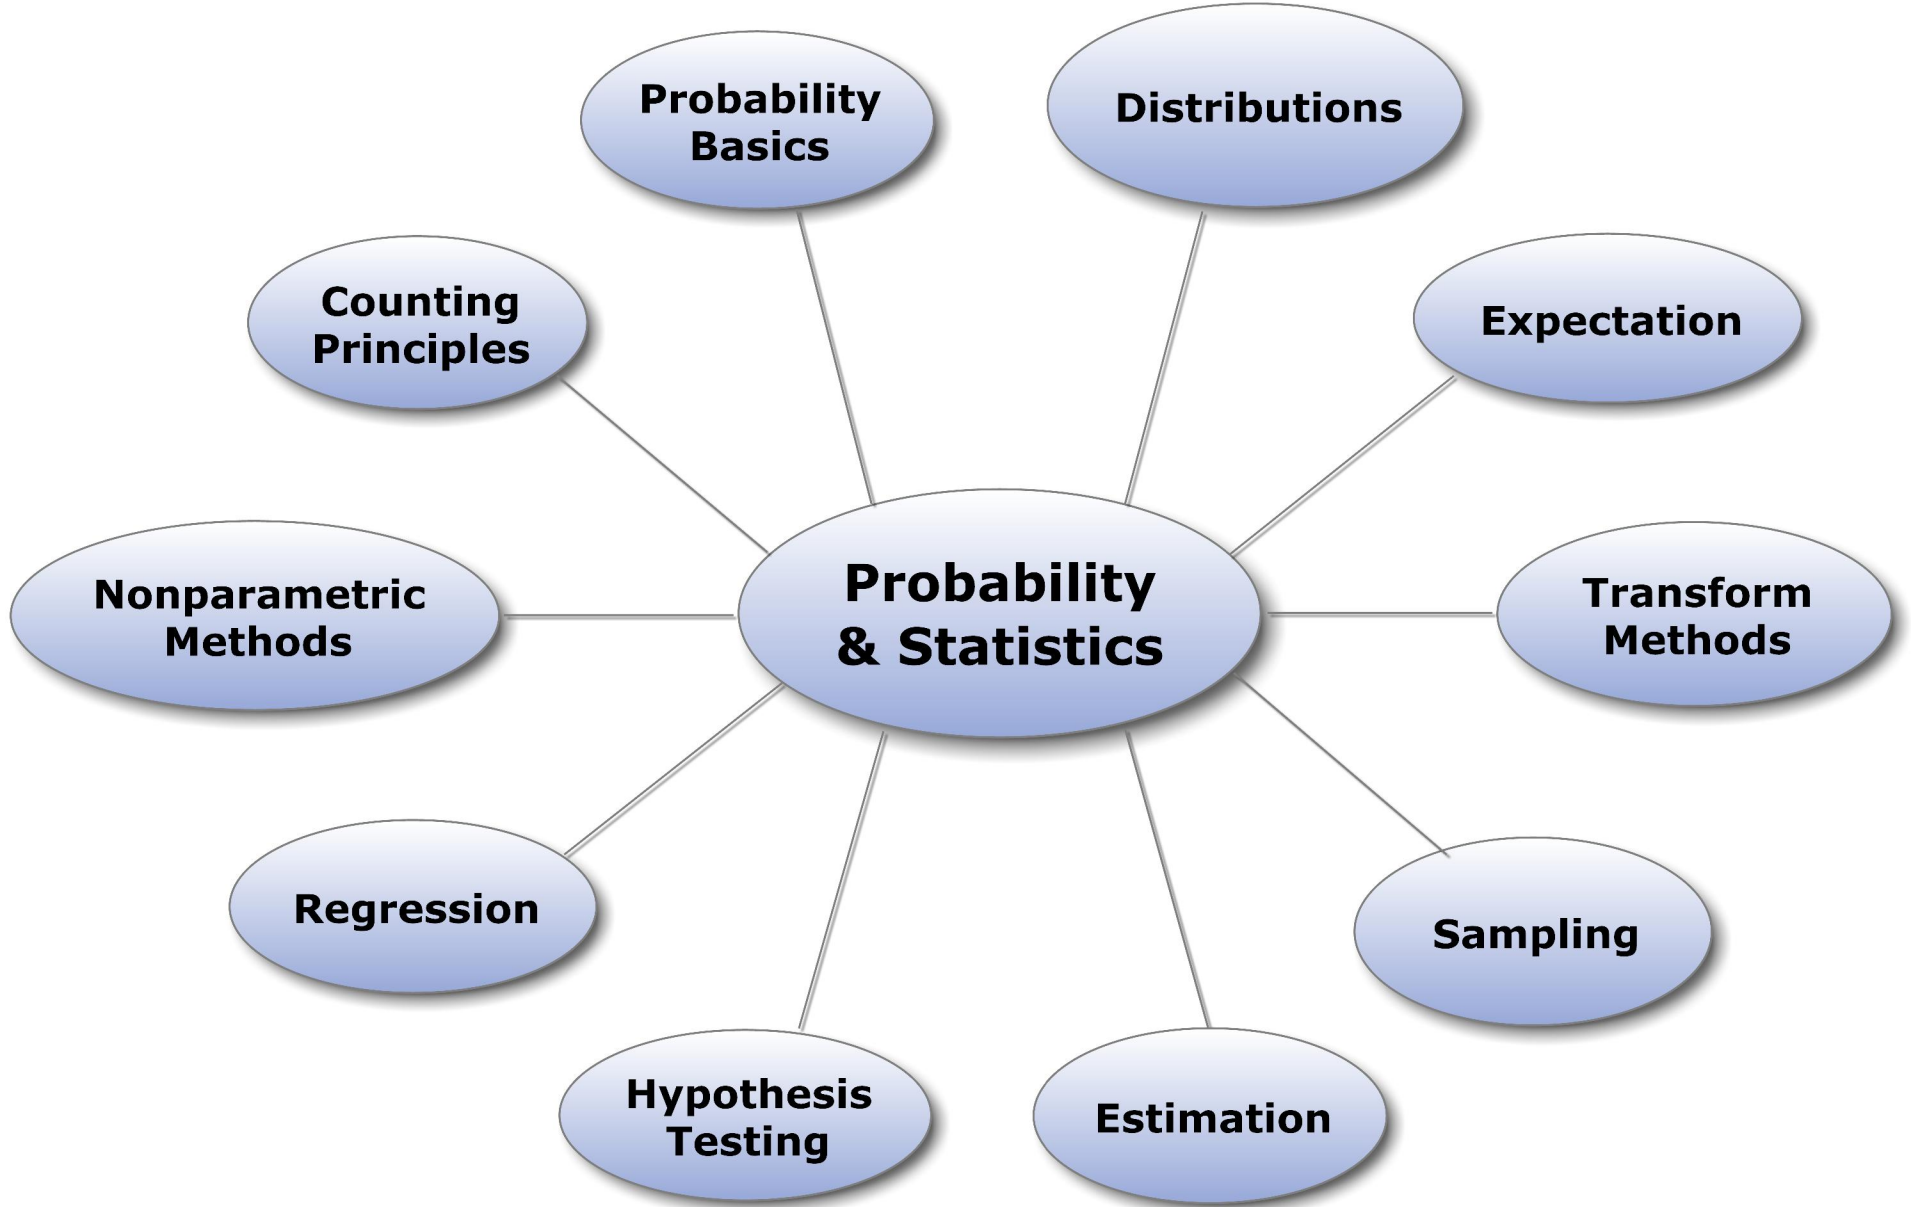 Probability
Basics
Distributions
Counting
Principles
Expectation
Nonparametric
Methods
Probability
& Statistics
Transform
Methods
Regression
Sampling
Hypothesis
Testing
Estimation